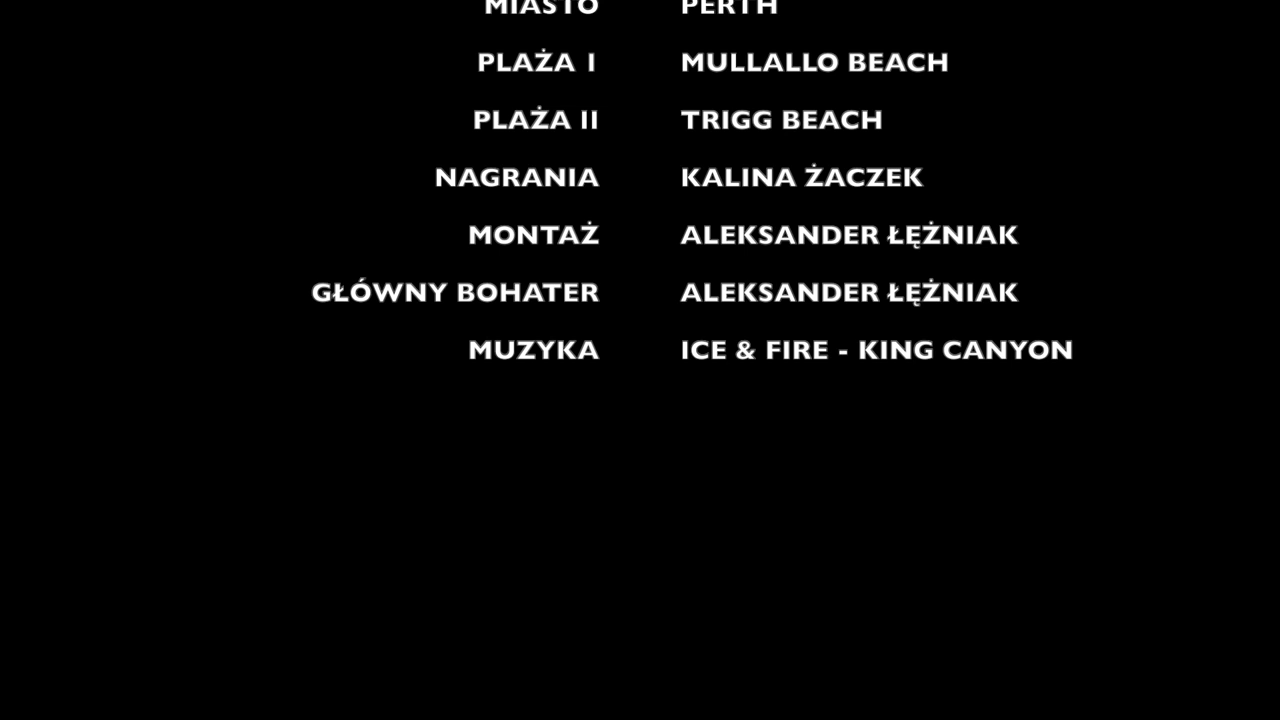 MIASTO PERTH
PLAŻA I MULLALLO BEACH
PLAŻA II TRIGG BEACH
NAGRANIA KALINA ŻACZEK
MONTAŻ ALEKSANDER ŁĘŻNIAK
GŁÓWNY BOHATER ALEKSANDER ŁĘŻNIAK
MUZYKA ICE & FIRE - KING CANYON